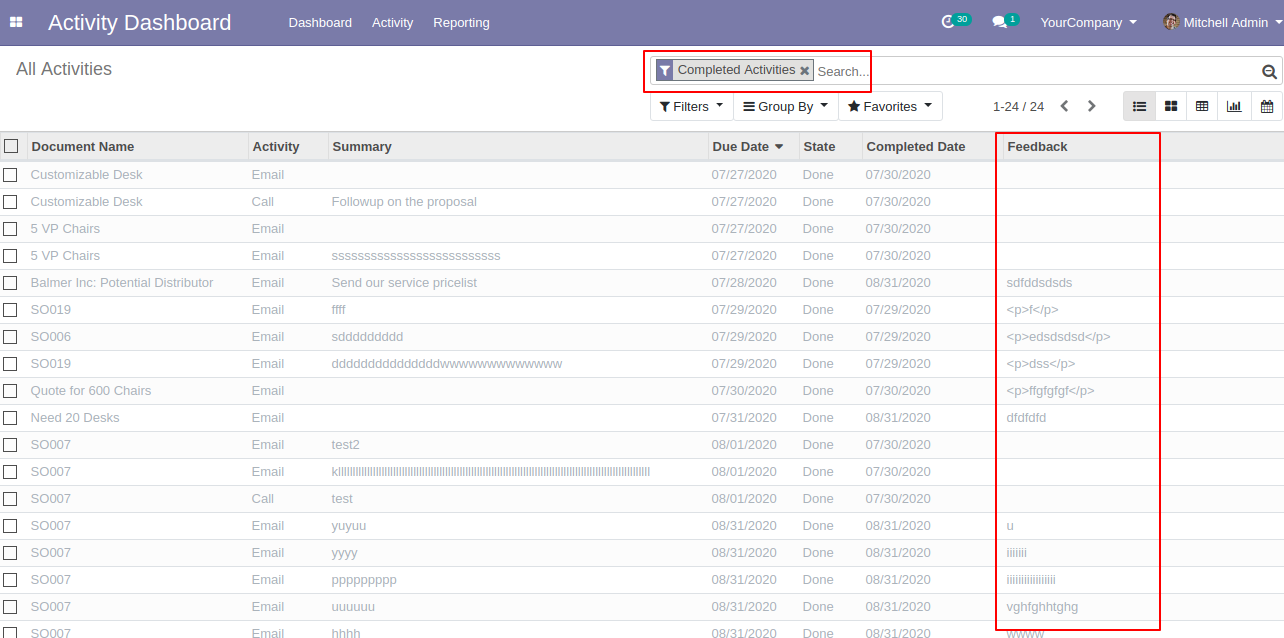 Activity Dashboard Dashboard Activity Reporting 30 1 YourCompany Mitchell Admin
All Activities Completed Activities Search...
Filters Group By Favorites 1-24 / 24
Document Name Activity Summary Due Date State Completed Date Feedback
Customizable Desk Email 07/27/2020 Done 07/30/2020
Customizable Desk Call Followup on the proposal 07/27/2020 Done 07/30/2020
5 VP Chairs Email 07/27/2020 Done 07/30/2020
5 VP Chairs Email ssssssssssssssssssssssssss 07/27/2020 Done 07/30/2020
Balmer Inc: Potential Distributor Email Send our service pricelist 07/28/2020 Done 08/31/2020 sdfddsdsds
SO019 Email ffff 07/29/2020 Done 07/29/2020 <p>f</p>
SO006 Email sddddddddd 07/29/2020 Done 07/29/2020 <p>edsdsdsd</p>
SO019 Email dddddddddddddddwwwwwwwwwwwww 07/29/2020 Done 07/29/2020 <p>dss</p>
Quote for 600 Chairs Email 07/30/2020 Done 07/30/2020 <p>ffgfgfgf</p>
Need 20 Desks Email 07/31/2020 Done 08/31/2020 dfdfdfd
SO007 Email test2 08/01/2020 Done 07/30/2020
SO007 Email 08/01/2020 Done 07/30/2020
SO007 Call test 08/01/2020 Done 07/30/2020
SO007 Email yuyuu 08/31/2020 Done 08/31/2020 u
SO007 Email yyyy 08/31/2020 Done 08/31/2020 iiiiiii
SO007 Email ppppppppp 08/31/2020 Done 08/31/2020 iiiiiiiiiiiiiiiii
SO007 Email uuuuuu 08/31/2020 Done 08/31/2020 vghfghhtghg
SO007 Email hhhh 08/31/2020 Done 08/31/2020 wwww